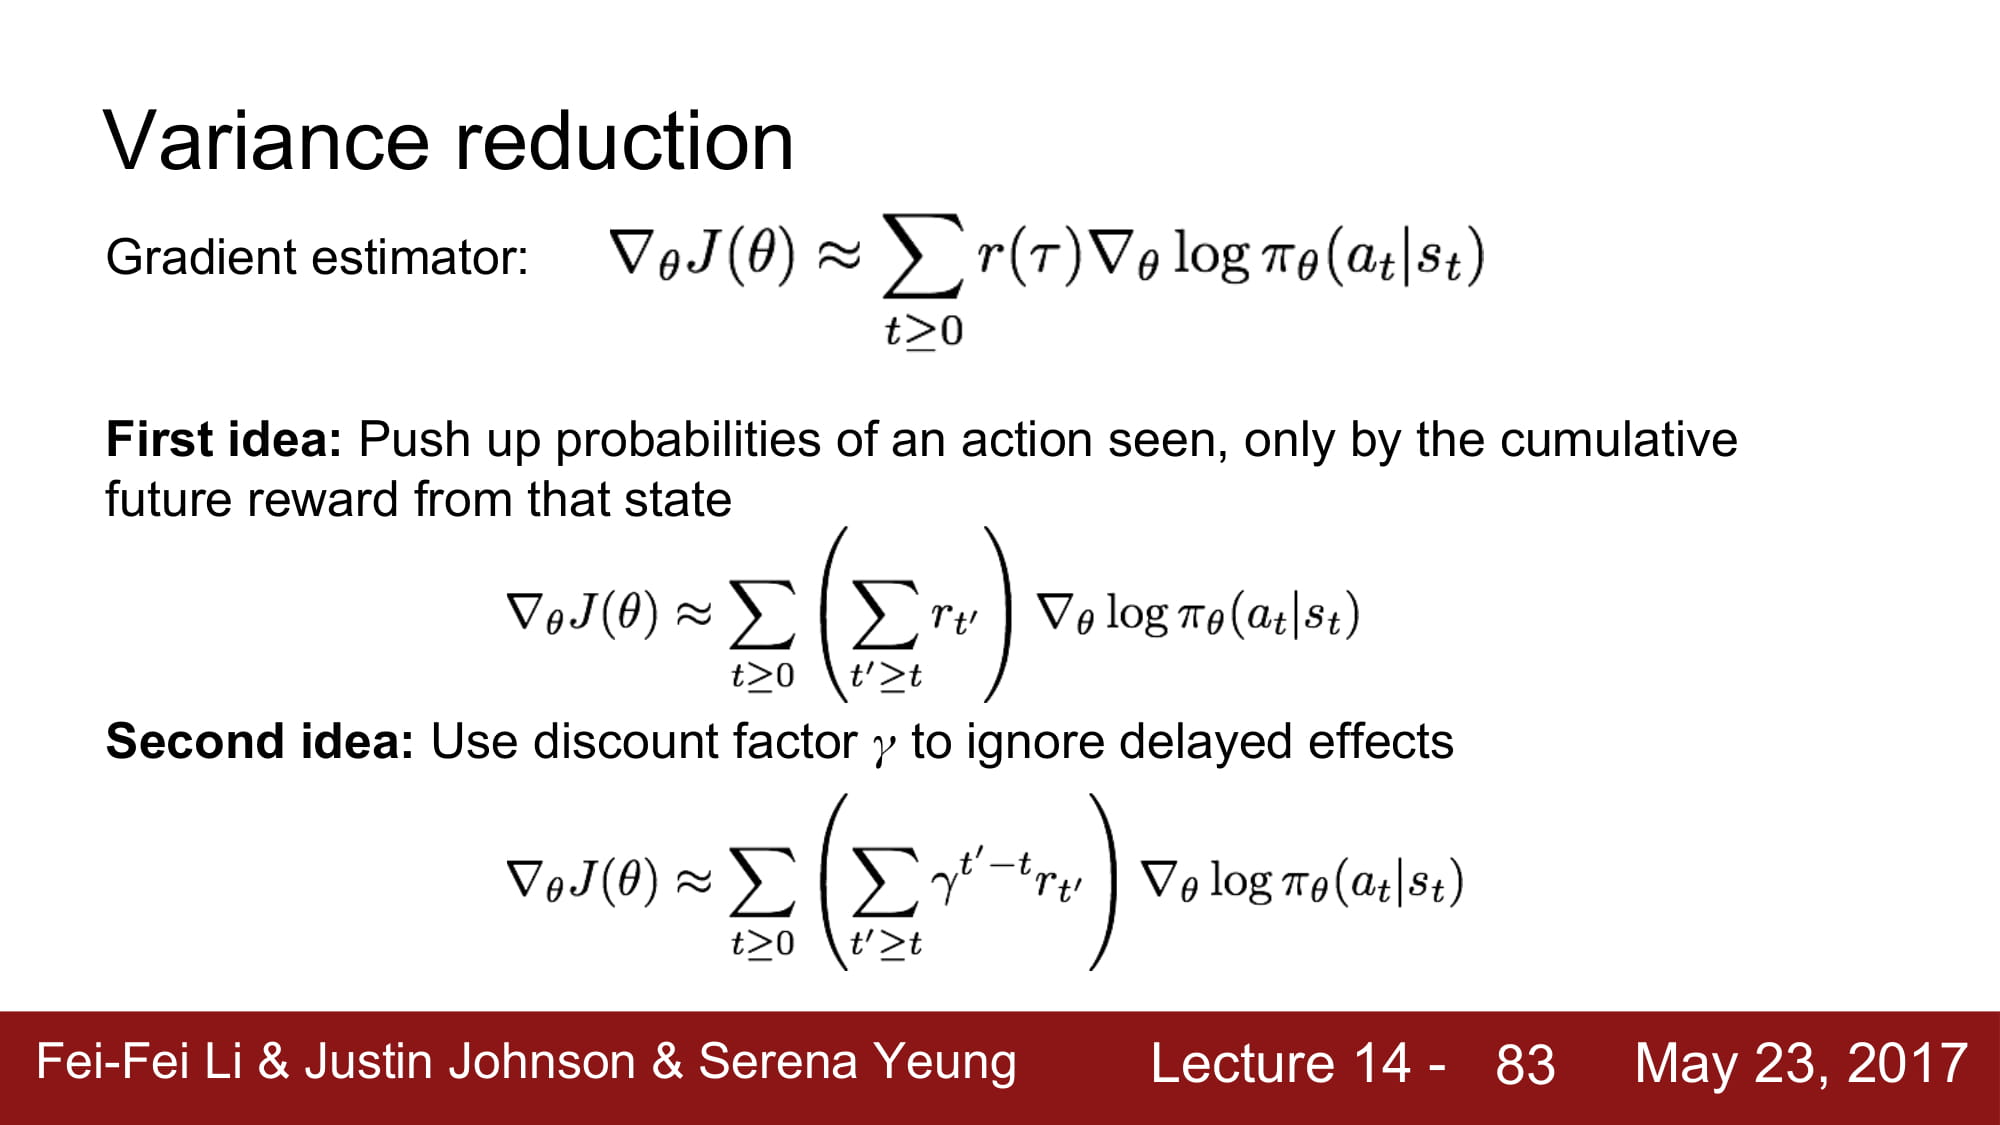 Variance reduction
Gradient estimator: $\nabla_\theta J(\theta) \approx \sum_{t \geq 0} r(\tau) \nabla_\theta \log \pi_\theta(a_t|s_t)$
First idea: Push up probabilities of an action seen, only by the cumulative
future reward from that state
$\nabla_\theta J(\theta) \approx \sum_{t \geq 0} \left( \sum_{t' \geq t} r_{t'} \right) \nabla_\theta \log \pi_\theta(a_t|s_t)$
Second idea: Use discount factor $\gamma$ to ignore delayed effects
$\nabla_\theta J(\theta) \approx \sum_{t \geq 0} \left( \sum_{t' \geq t} \gamma^{t'-t} r_{t'} \right) \nabla_\theta \log \pi_\theta(a_t|s_t)$
Fei-Fei Li & Justin Johnson & Serena Yeung Lecture 14 - 83 May 23, 2017